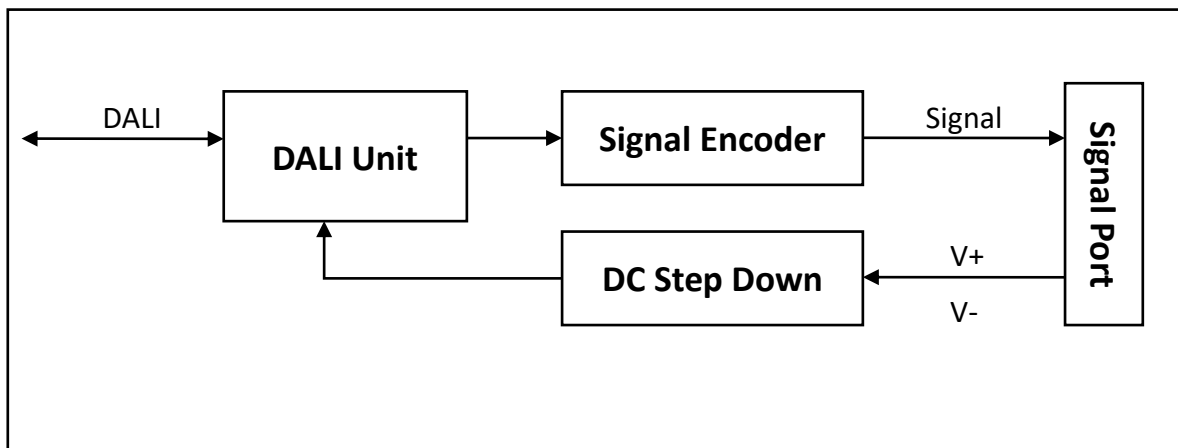 DALI
DALI Unit
Signal Encoder
Signal
Signal Port
DC Step Down
V+
V-